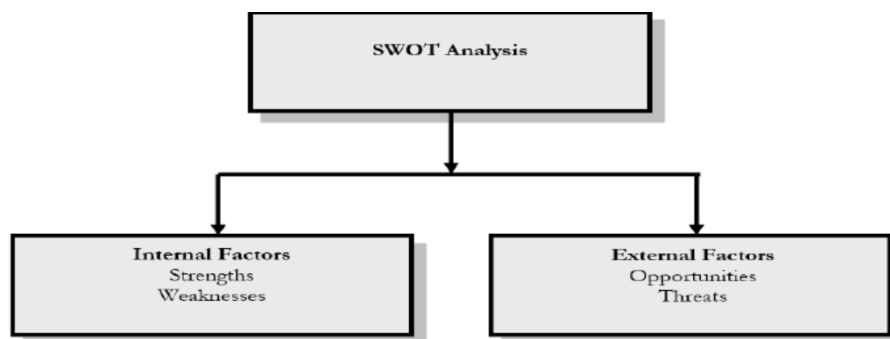 SWOT Analysis
Internal Factors
Strengths
Weaknesses
External Factors
Opportunities
Threats